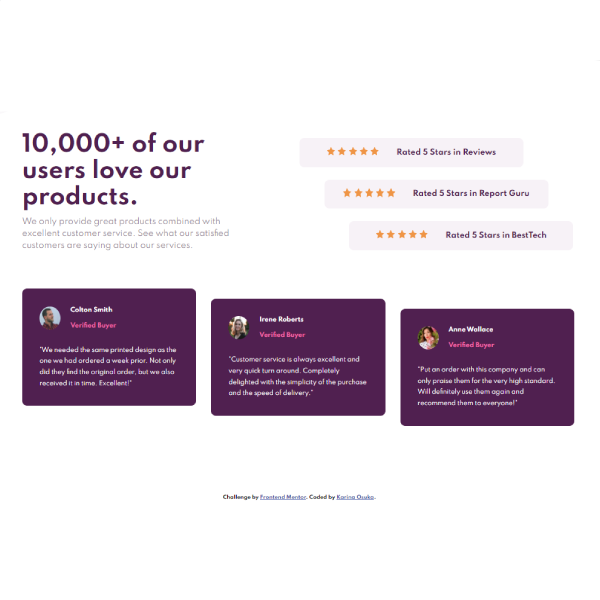 10,000+ of our
users love our
products.
We only provide great products combined with
excellent customer service. See what our satisfied
customers are saying about our services.
Rated 5 Stars in Reviews
Rated 5 Stars in Report Guru
Rated 5 Stars in BestTech
Colton Smith
Verified Buyer
"We needed the same printed design as the
one we had ordered a week prior. Not only
did they find the original order, but we also
received it in time. Excellent!"
Irene Roberts
Verified Buyer
"Customer service is always excellent and
very quick turn around. Completely
delighted with the simplicity of the purchase
and the speed of delivery."
Anne Wallace
Verified Buyer
"Put an order with this company and can
only praise them for the very high standard.
Will definitely use them again and
recommend them to everyone!"
Challenge by Frontend Mentor. Coded by Karina Osuka.